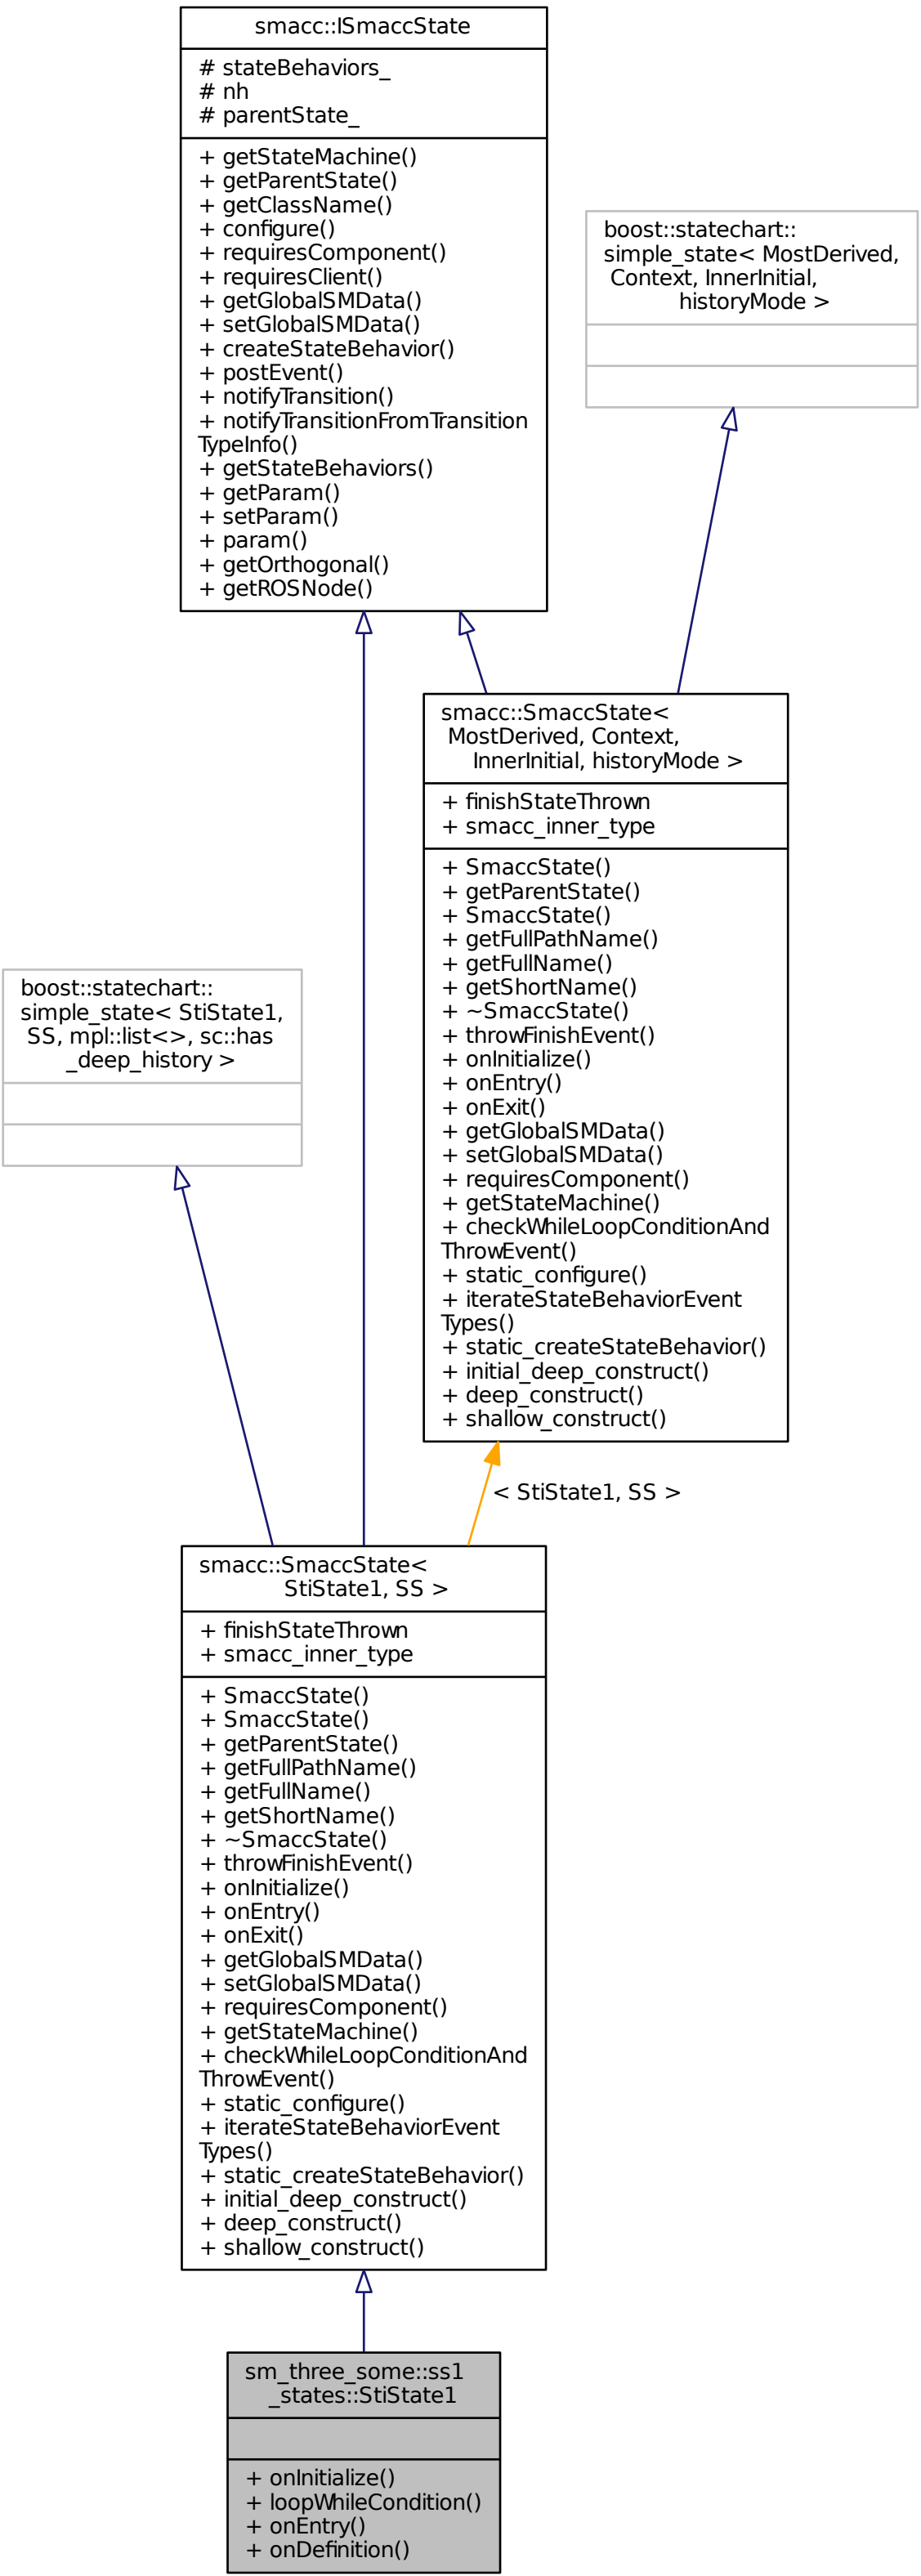 smacc::ISmaccState
# stateBehaviors_
# nh
# parentState_
+ getStateMachine()
+ getParentState()
+ getClassName()
+ configure()
+ requiresComponent()
+ requiresClient()
+ getGlobalSMData()
+ setGlobalSMData()
+ createStateBehavior()
+ postEvent()
+ notifyTransition()
+ notifyTransitionFromTransition
TypeInfo()
+ getStateBehaviors()
+ getParam()
+ setParam()
+ param()
+ getOrthogonal()
+ getROSNode()
boost::statechart::
simple_state< MostDerived,
Context, InnerInitial,
historyMode >
smacc::SmaccState<
MostDerived, Context,
InnerInitial, historyMode >
+ finishStateThrown
+ smacc_inner_type
+ SmaccState()
+ getParentState()
+ SmaccState()
+ getFullPathName()
+ getFullName()
+ getShortName()
+ ~SmaccState()
+ throwFinishEvent()
+ onInitialize()
+ onEntry()
+ onExit()
+ getGlobalSMData()
+ setGlobalSMData()
+ requiresComponent()
+ getStateMachine()
+ checkWhileLoopConditionAnd
ThrowEvent()
+ static_configure()
+ iterateStateBehaviorEvent
Types()
+ static_createStateBehavior()
+ initial_deep_construct()
+ deep_construct()
+ shallow_construct()
boost::statechart::
simple_state< StiState1,
SS, mpl::list<>, sc::has
_deep_history >
< StiState1, SS >
smacc::SmaccState<
StiState1, SS >
+ finishStateThrown
+ smacc_inner_type
+ SmaccState()
+ SmaccState()
+ getParentState()
+ getFullPathName()
+ getFullName()
+ getShortName()
+ ~SmaccState()
+ throwFinishEvent()
+ onInitialize()
+ onEntry()
+ onExit()
+ getGlobalSMData()
+ setGlobalSMData()
+ requiresComponent()
+ getStateMachine()
+ checkWhileLoopConditionAnd
ThrowEvent()
+ static_configure()
+ iterateStateBehaviorEvent
Types()
+ static_createStateBehavior()
+ initial_deep_construct()
+ deep_construct()
+ shallow_construct()
sm_three_some::ss1
_states::StiState1
+ onInitialize()
+ loopWhileCondition()
+ onEntry()
+ onDefinition()